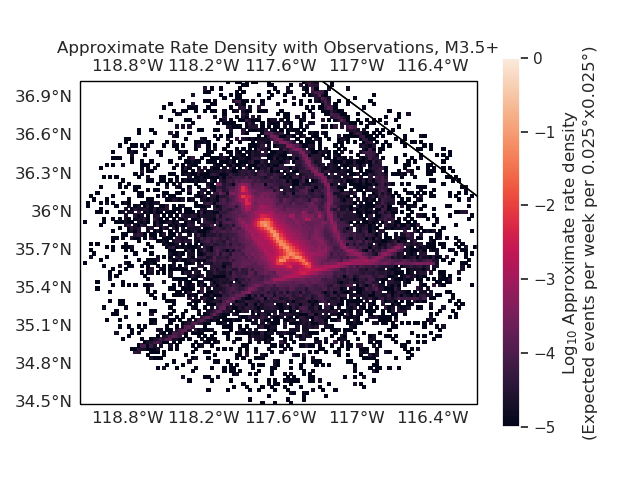 Approximate Rate Density with Observations, M3.5+
118.8°W 118.2°W 117.6°W 117°W 116.4°W
36.9°N
36.6°N
36.3°N
36°N
35.7°N
35.4°N
35.1°N
34.8°N
34.5°N
118.8°W 118.2°W 117.6°W 117°W 116.4°W
0
−1
−2
−3
−4
−5
Log₁₀ Approximate rate density
(Expected events per week per 0.025°x0.025°)